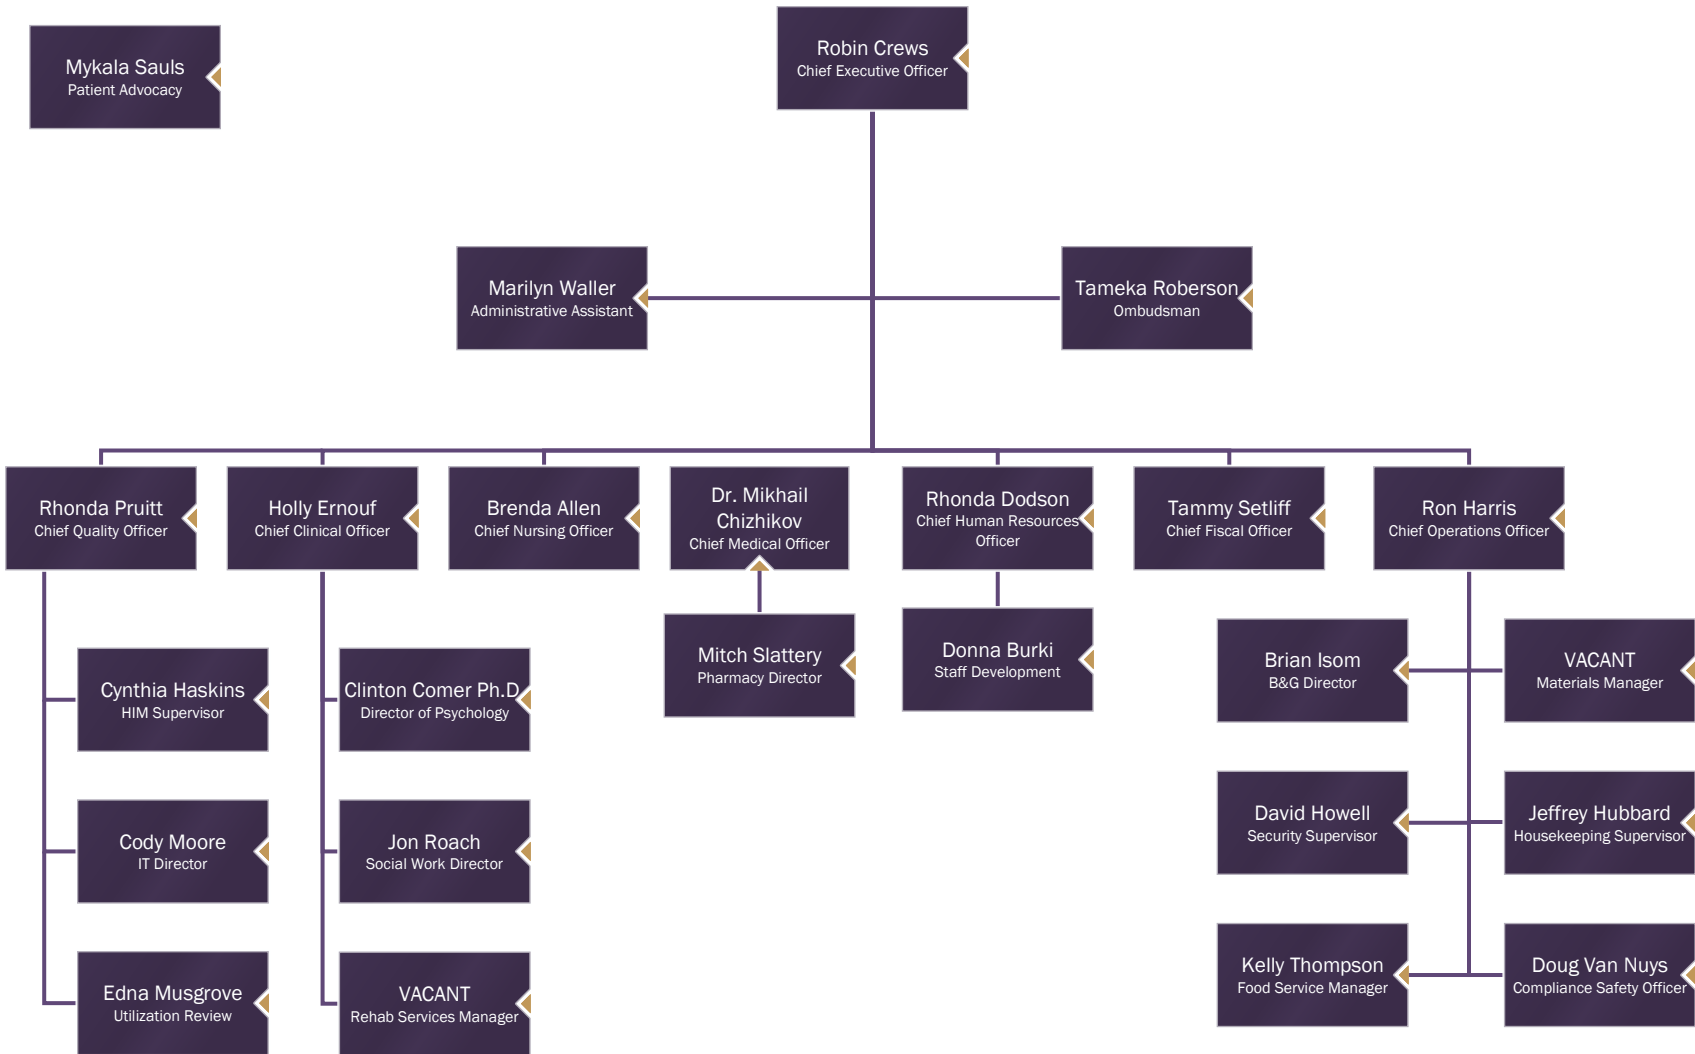 Mykala Sauls
Patient Advocacy
Robin Crews
Chief Executive Officer
Marilyn Waller
Administrative Assistant
Tameka Roberson
Ombudsman
Rhonda Pruitt
Chief Quality Officer
Holly Ernouf
Chief Clinical Officer
Brenda Allen
Chief Nursing Officer
Dr. Mikhail
Chizhikov
Chief Medical Officer
Rhonda Dodson
Chief Human Resources
Officer
Tammy Setliff
Chief Fiscal Officer
Ron Harris
Chief Operations Officer
Cynthia Haskins
HIM Supervisor
Cody Moore
IT Director
Edna Musgrove
Utilization Review
Clinton Comer Ph.D
Director of Psychology
Jon Roach
Social Work Director
VACANT
Rehab Services Manager
Mitch Slattery
Pharmacy Director
Donna Burki
Staff Development
Brian Isom
B&G Director
VACANT
Materials Manager
David Howell
Security Supervisor
Jeffrey Hubbard
Housekeeping Supervisor
Kelly Thompson
Food Service Manager
Doug Van Nuys
Compliance Safety Officer